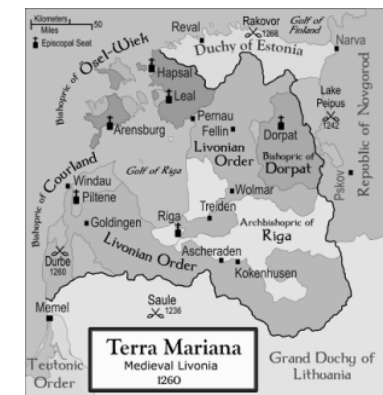 Kilometers
Miles
50
Episcopal Seat
Reval
Rakovor
1268
Gulf of
Finland
Narva
Duchy of Estonia
Bishopric of Ösel-Wiek
Hapsal
Leal
Lake
Peipus
1242
Republic of Novgorod
Pernau
Arensburg
Fellin
Dorpat
Livonian
Order
Bishopric of
Dorpat
Pskov
Gulf of Riga
Bishopric of Courland
Windau
Piltene
Wolmar
Treiden
Goldingen
Riga
Archbishopric of
Riga
Livonian Order
Ascheraden
Kokenhusen
Durbe
1260
Memel
Saule
1236
Teutonic
Order
Terra Mariana
Medieval Livonia
1260
Grand Duchy of
Lithuania